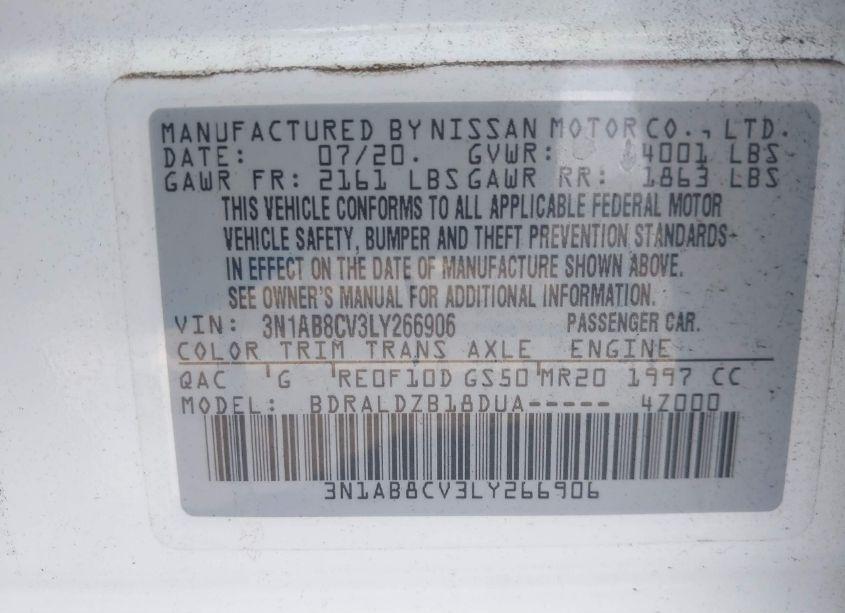 MANUFACTURED BY NISSAN MOTOR CO., LTD.
DATE: 07/20. GVWR: 4001 LBS
GAWR FR: 2161 LBS GAWR RR: 1863 LBS
THIS VEHICLE CONFORMS TO ALL APPLICABLE FEDERAL MOTOR
VEHICLE SAFETY, BUMPER AND THEFT PREVENTION STANDARDS
IN EFFECT ON THE DATE OF MANUFACTURE SHOWN ABOVE.
SEE OWNER'S MANUAL FOR ADDITIONAL INFORMATION.
VIN: 3N1AB8CV3LY266906 PASSENGER CAR.
COLOR TRIM TRANS AXLE ENGINE
QAC G RE0F10D GS50 MR20 1997 CC
MODEL: BDRALDZB18DUA----- 4Z000
3N1AB8CV3LY266906